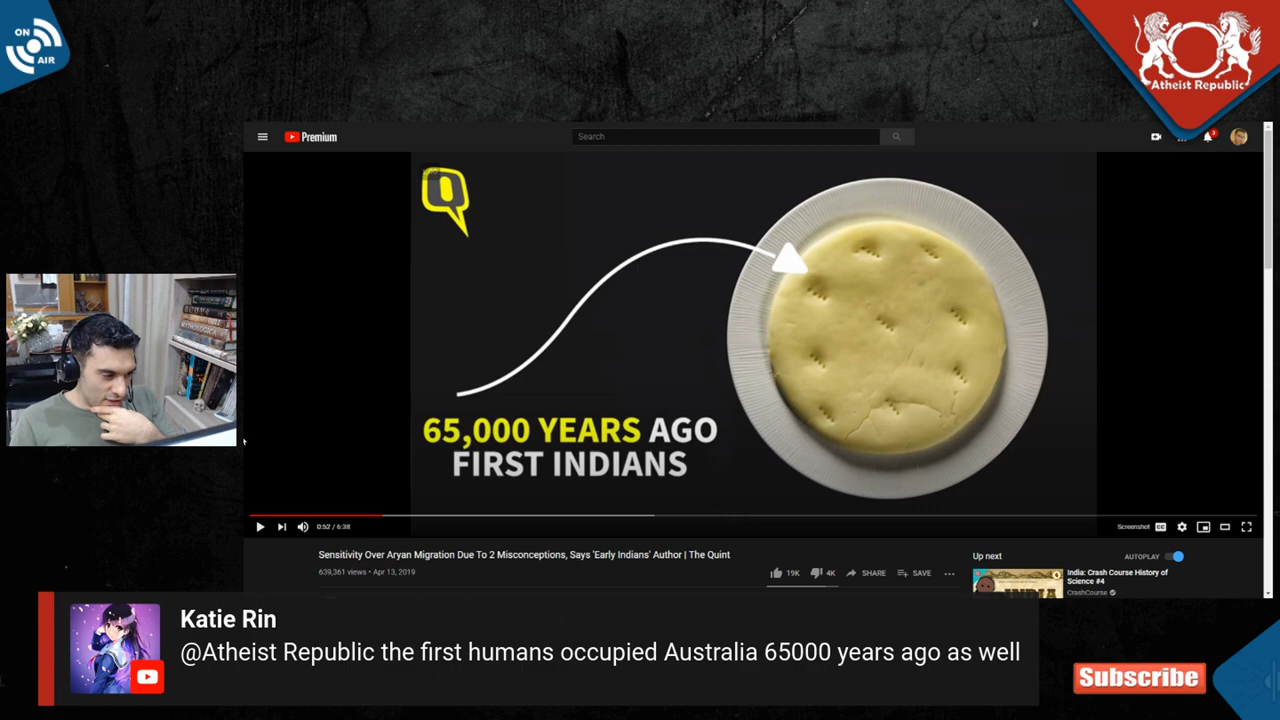 ON
AIR
Atheist Republic
Premium
Search
65,000 YEARS AGO
FIRST INDIANS
0:52 / 6:38
Screenshot
Sensitivity Over Aryan Migration Due To 2 Misconceptions, Says 'Early Indians' Author | The Quint
639,361 views • Apr 13, 2019
19K 4K SHARE SAVE
Up next
AUTOPLAY
India: Crash Course History of
Science #4
CrashCourse
Katie Rin
@Atheist Republic the first humans occupied Australia 65000 years ago as well
Subscribe